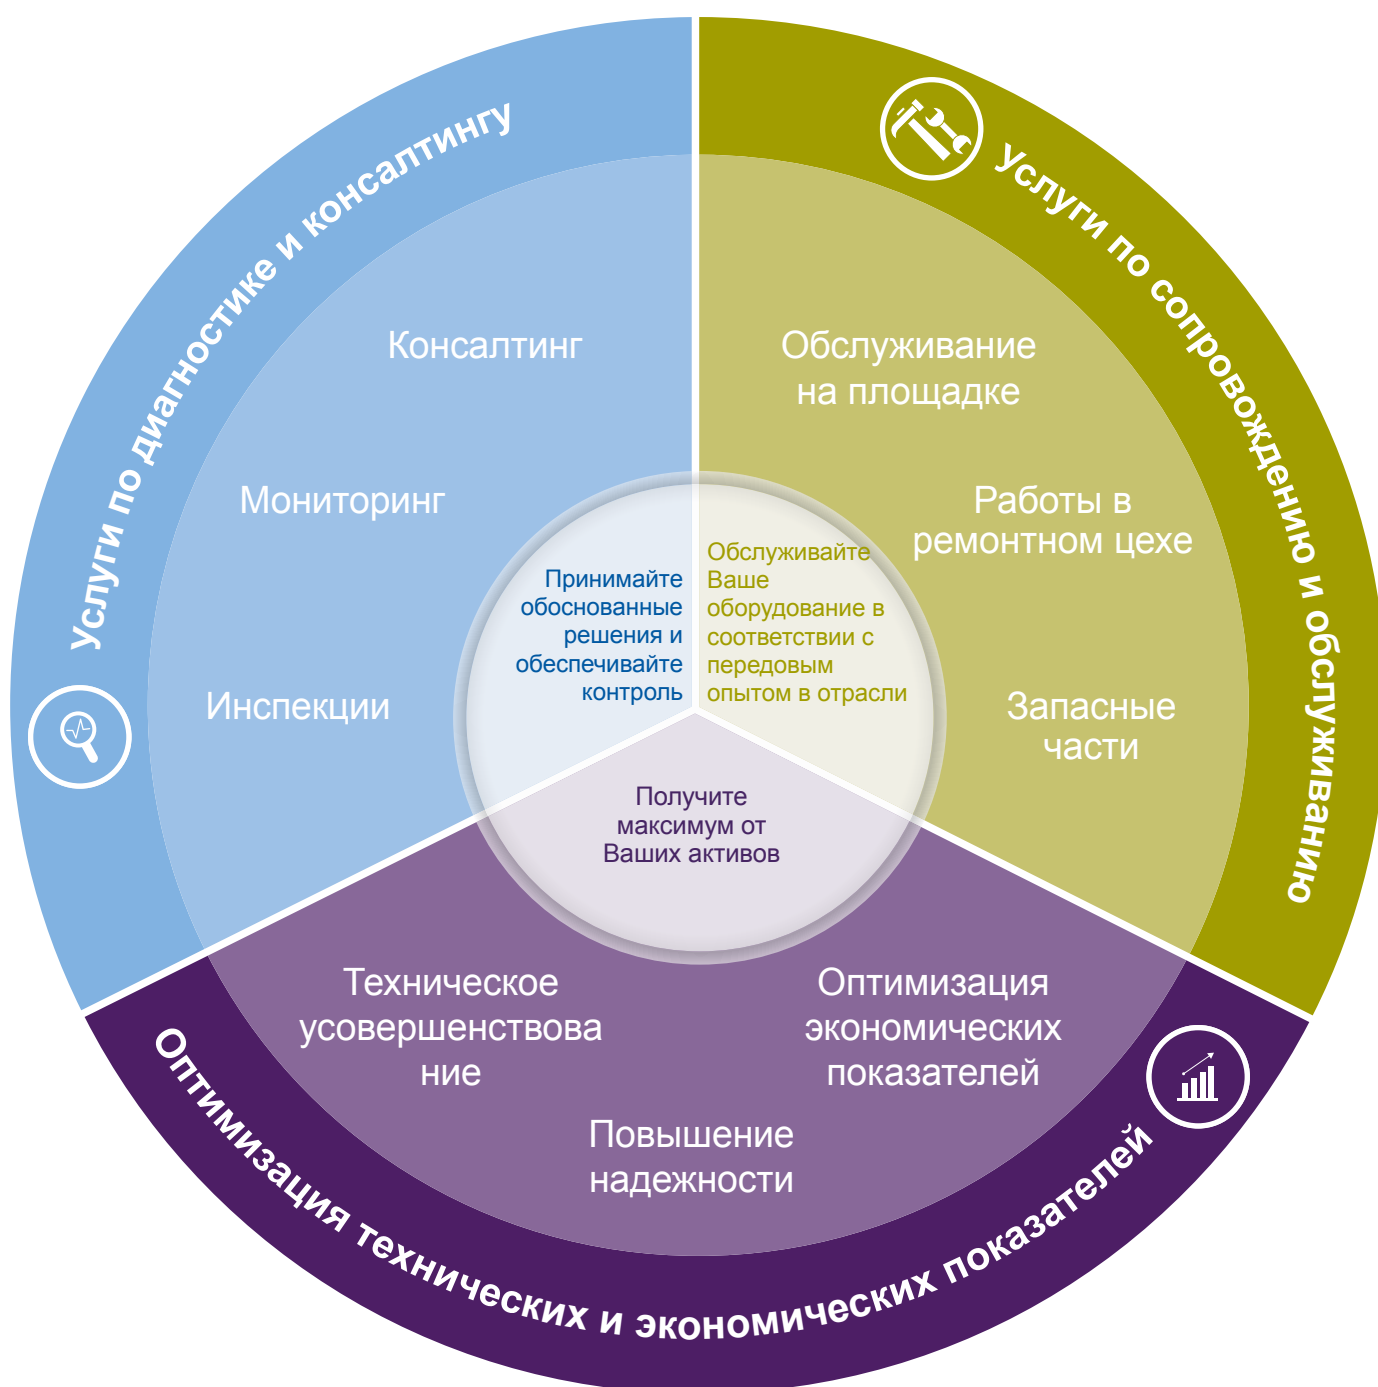 Услуги по диагностике и консалтингу
Консалтинг
Мониторинг
Инспекции
Принимайте
обоснованные
решения и
обеспечивайте
контроль
Услуги по сопровождению и обслуживанию
Обслуживание
на площадке
Работы в
ремонтном цехе
Запасные
части
Обслуживайте
Ваше
оборудование в
соответствии с
передовым
опытом в отрасли
Получите
максимум от
Ваших активов
Техническое
усовершенствова
ние
Оптимизация
экономических
показателей
Повышение
надежности
Оптимизация технических и экономических показателей